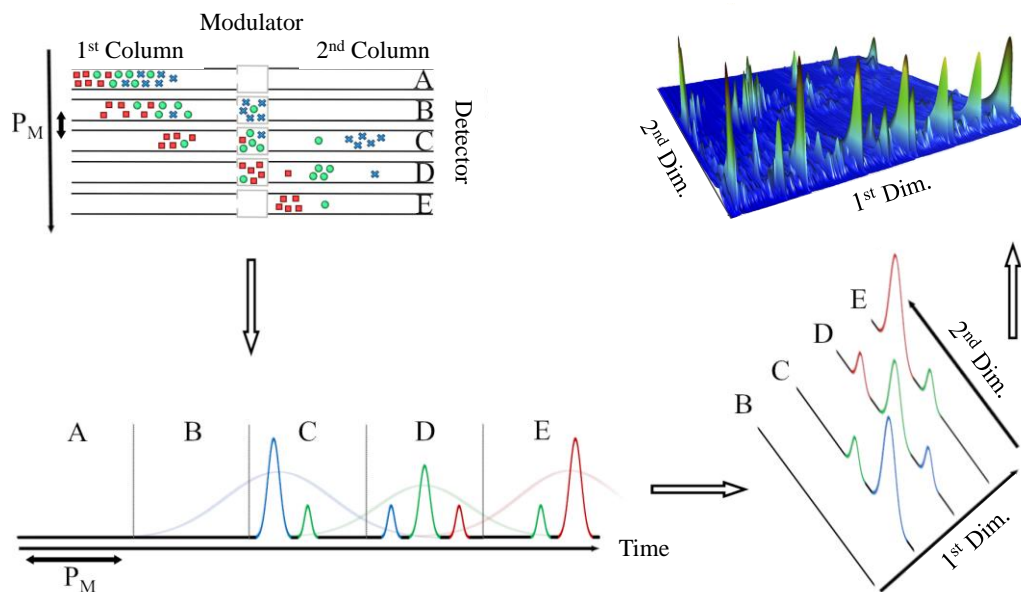 Modulator
1st Column
2nd Column
A
B
C
D
E
PM
Detector
2nd Dim.
1st Dim.
A
B
C
D
E
Time
PM
E
D
C
B
2nd Dim.
1st Dim.